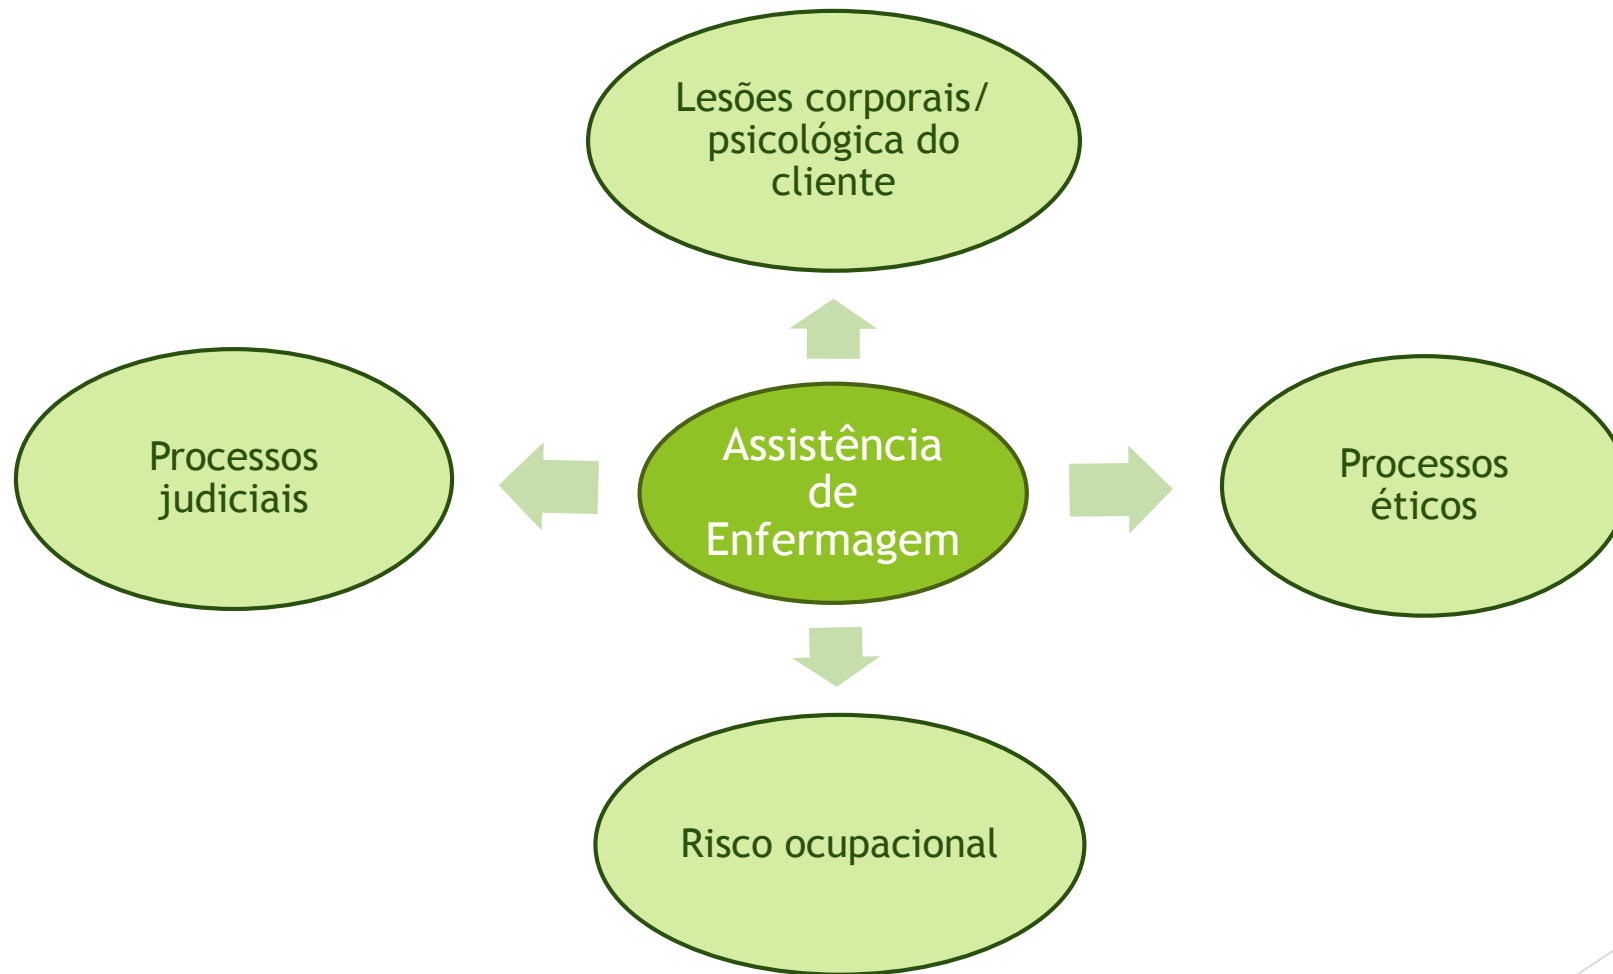 Lesões corporais/
psicológica do
cliente
Processos
judiciais
Assistência
de
Enfermagem
Processos
éticos
Risco ocupacional